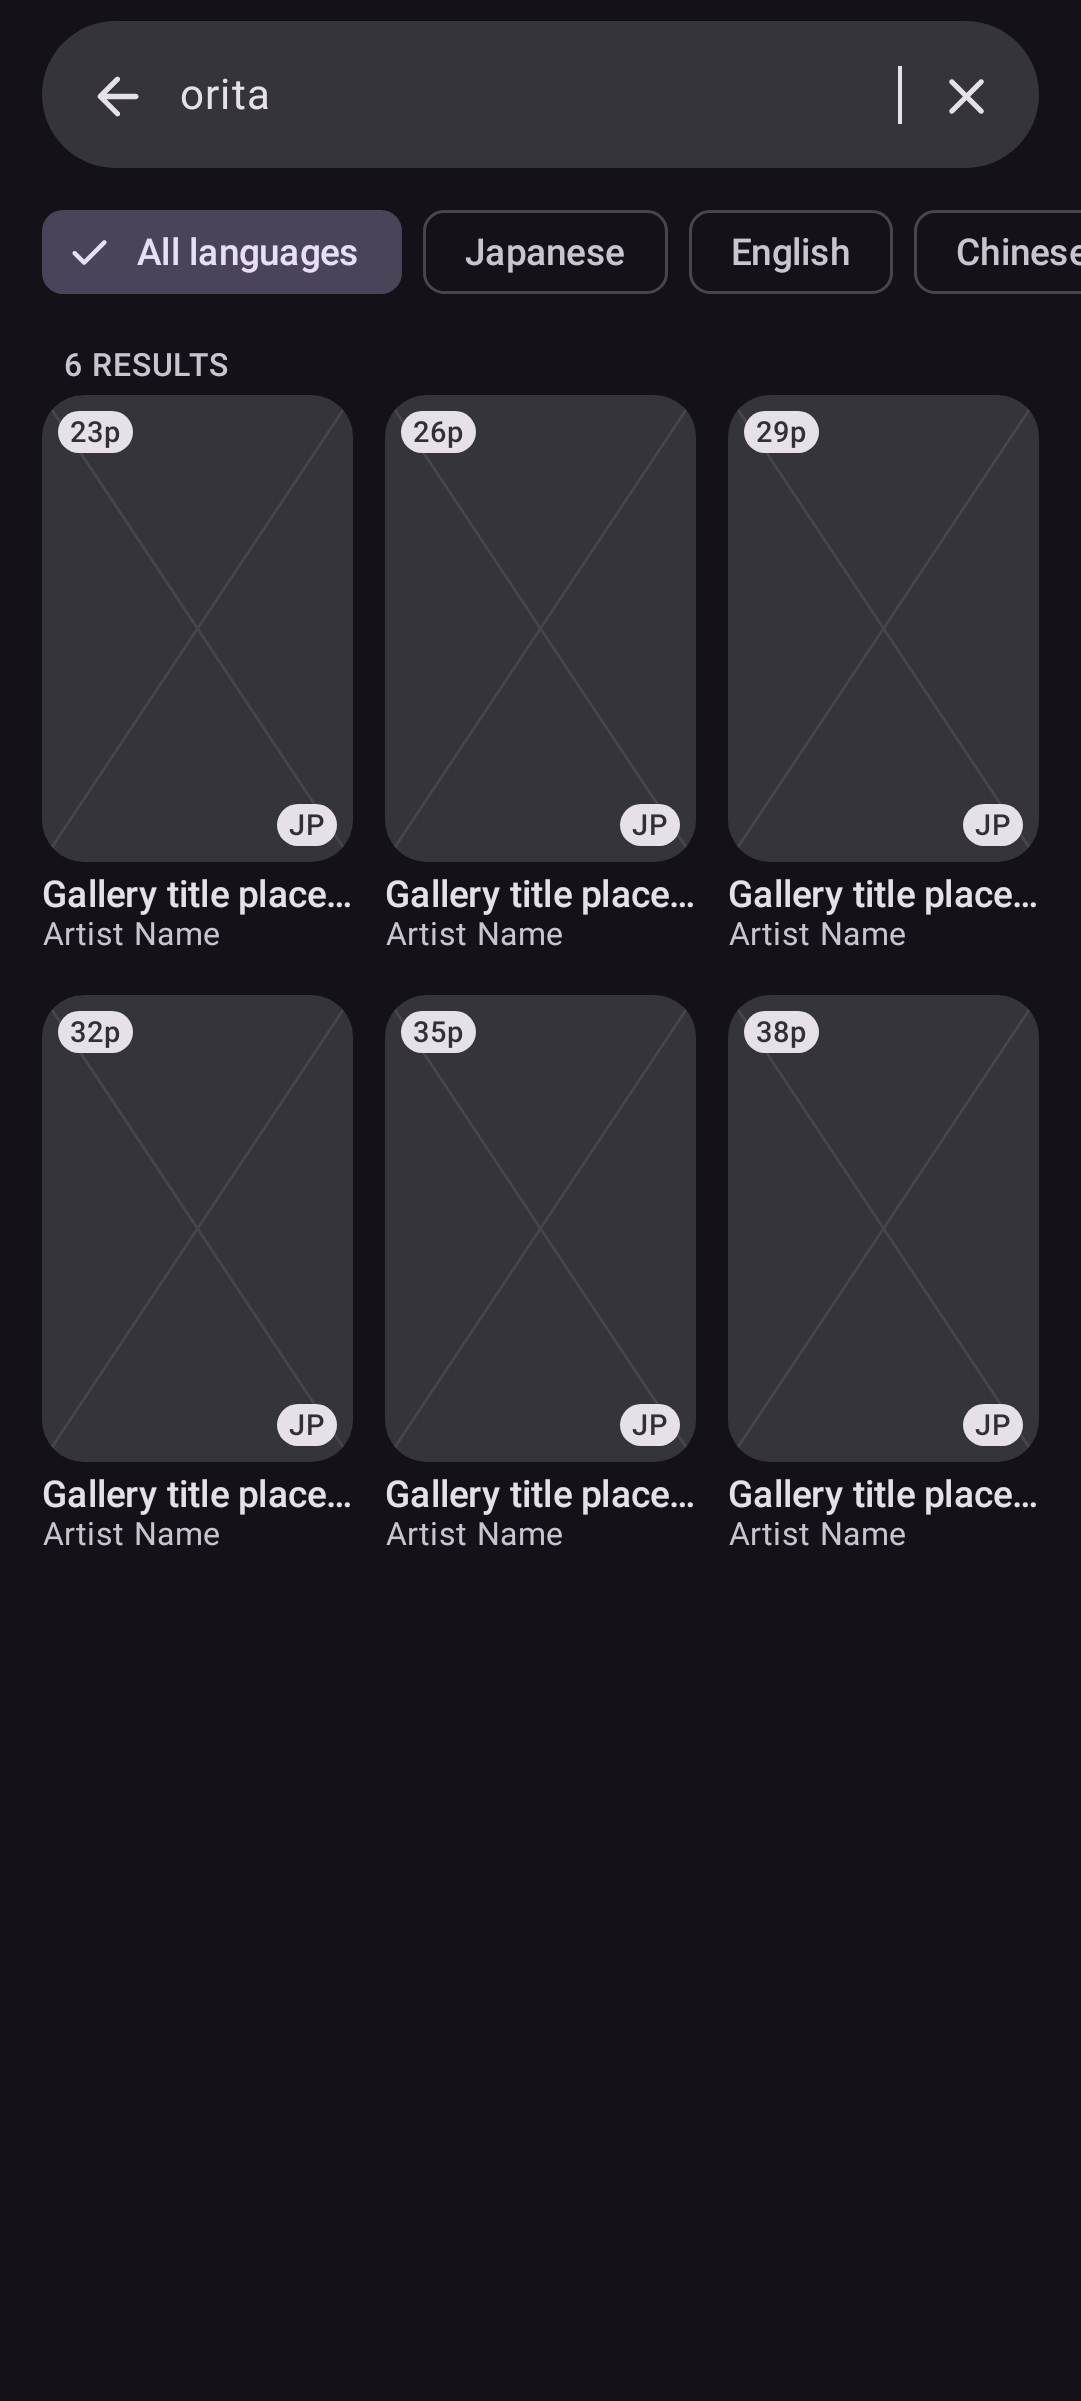 orita
All languages
Japanese
English
Chinese
6 RESULTS
23p
26p
29p
JP
JP
JP
Gallery title place...
Gallery title place...
Gallery title place...
Artist Name
Artist Name
Artist Name
32p
35p
38p
JP
JP
JP
Gallery title place...
Gallery title place...
Gallery title place...
Artist Name
Artist Name
Artist Name